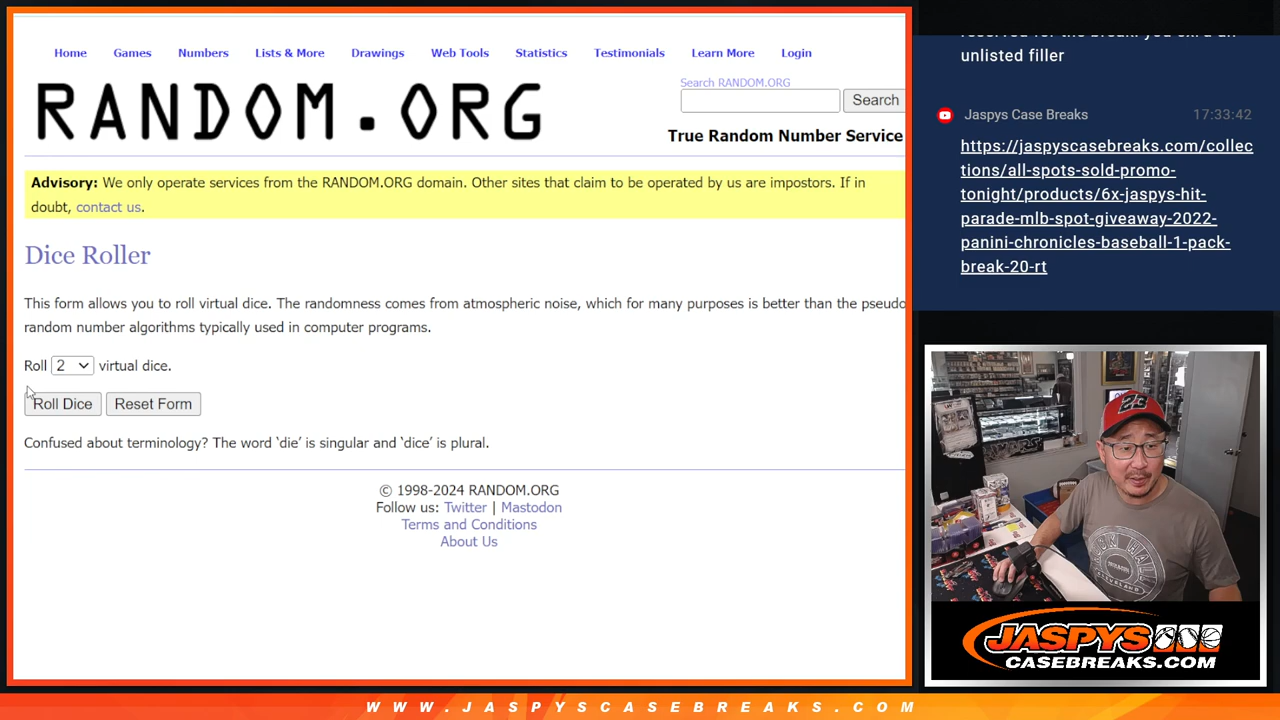 Home Games Numbers Lists & More Drawings Web Tools Statistics Testimonials Learn More Login
RANDOM.ORG
Search RANDOM.ORG
Search
True Random Number Service
Advisory: We only operate services from the RANDOM.ORG domain. Other sites that claim to be operated by us are impostors. If in
doubt, contact us.
Dice Roller
This form allows you to roll virtual dice. The randomness comes from atmospheric noise, which for many purposes is better than the pseudo
random number algorithms typically used in computer programs.
Roll 2 virtual dice.
Roll Dice Reset Form
Confused about terminology? The word ‘die’ is singular and ‘dice’ is plural.
© 1998-2024 RANDOM.ORG
Follow us: Twitter | Mastodon
Terms and Conditions
About Us
unlisted filler
Jaspys Case Breaks 17:33:42
https://jaspyscasebreaks.com/collec
tions/all-spots-sold-promo-
tonight/products/6x-jaspys-hit-
parade-mlb-spot-giveaway-2022-
panini-chronicles-baseball-1-pack-
break-20-rt
23
CLEVELAND
JASPYS
CASEBREAKS.COM
WWW.JASPYSCASEBREAKS.COM